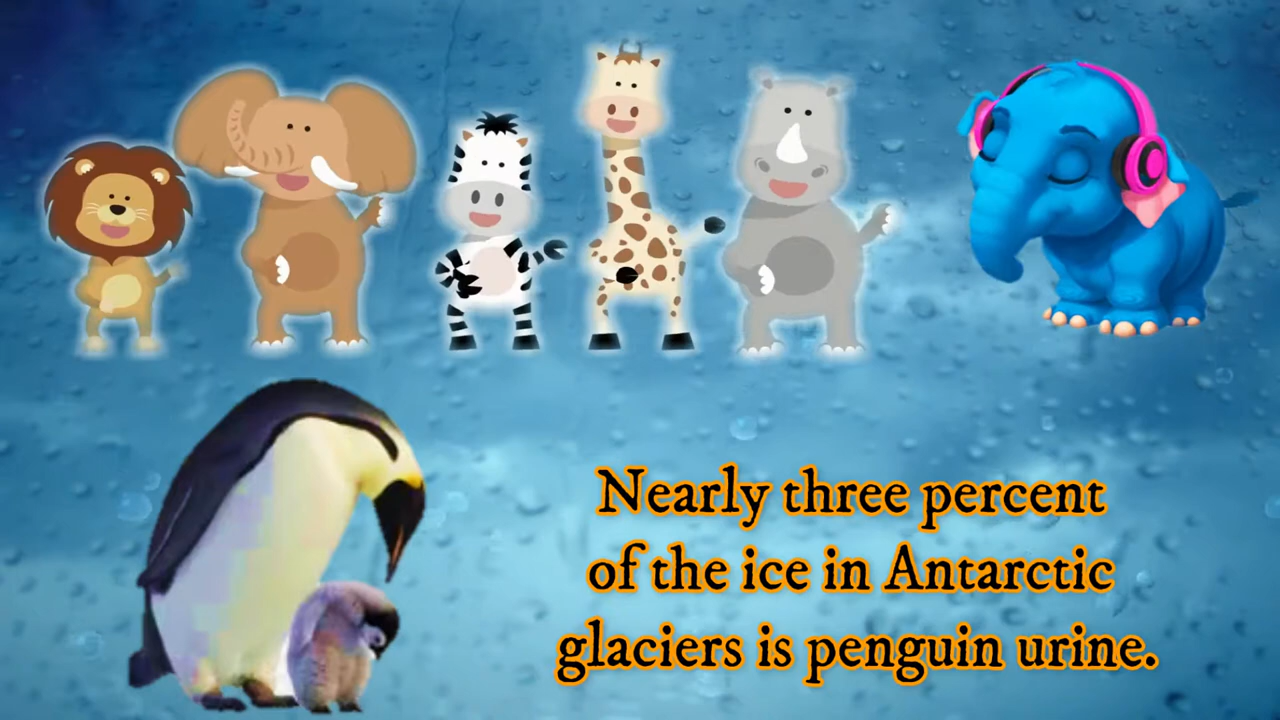 Nearly three percent
of the ice in Antarctic
glaciers is penguin urine.